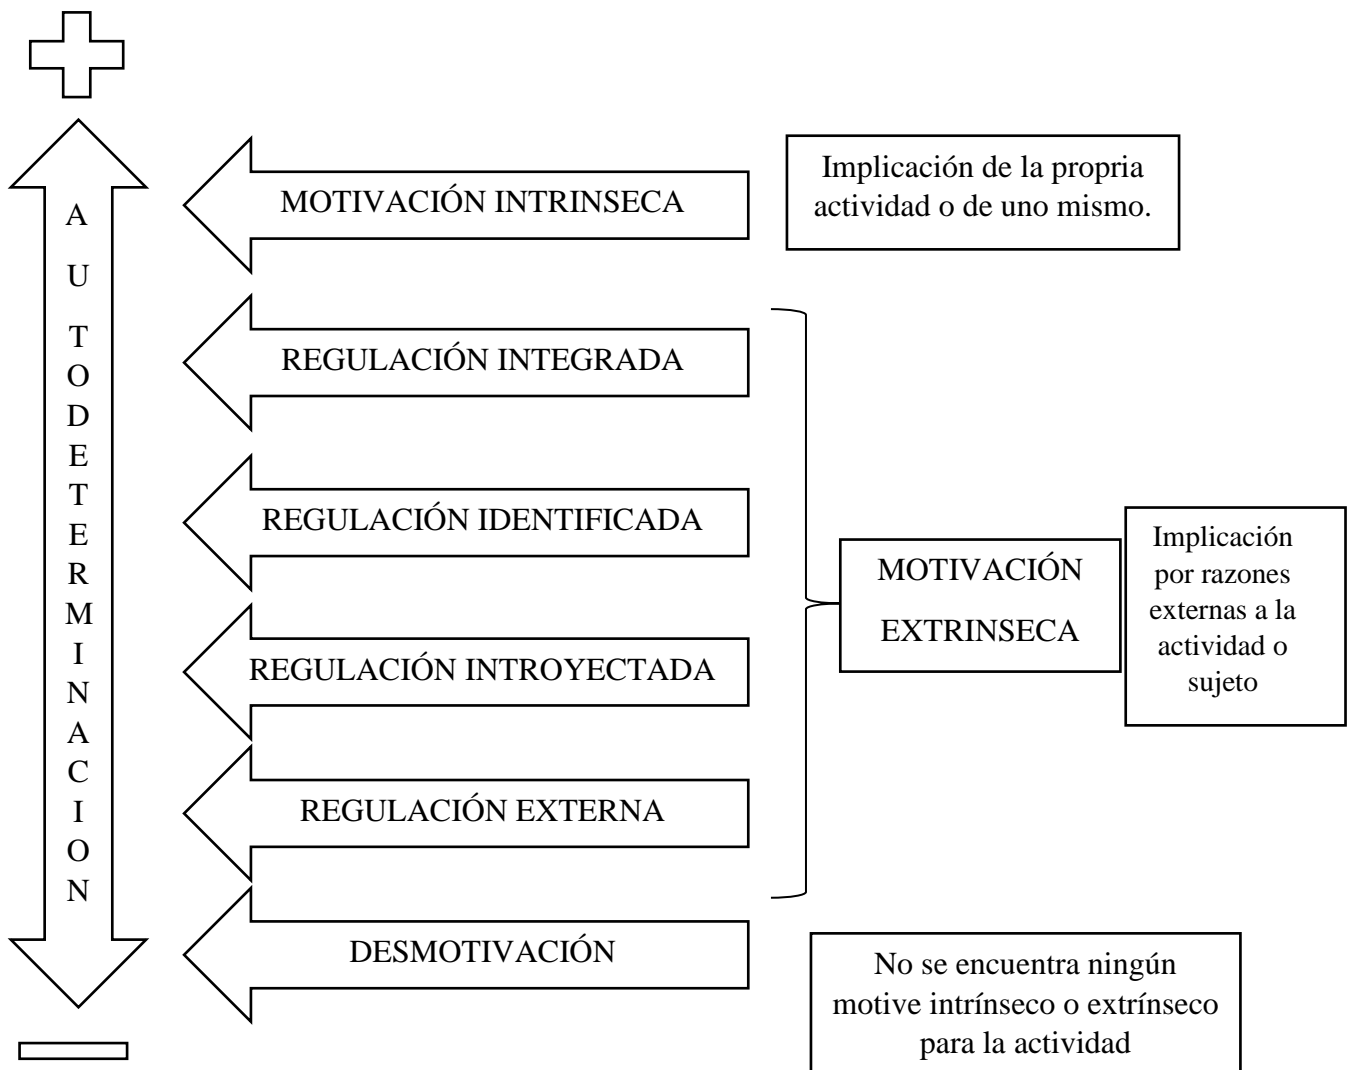 A U TODETERMINACION
MOTIVACIÓN INTRINSECA
Implicación de la propria
actividad o de uno mismo.
REGULACIÓN INTEGRADA
REGULACIÓN IDENTIFICADA
REGULACIÓN INTROYECTADA
REGULACIÓN EXTERNA
MOTIVACIÓN
EXTRINSECA
Implicación
por razones
externas a la
actividad o
sujeto
DESMOTIVACIÓN
No se encuentra ningún
motive intrínseco o extrínseco
para la actividad